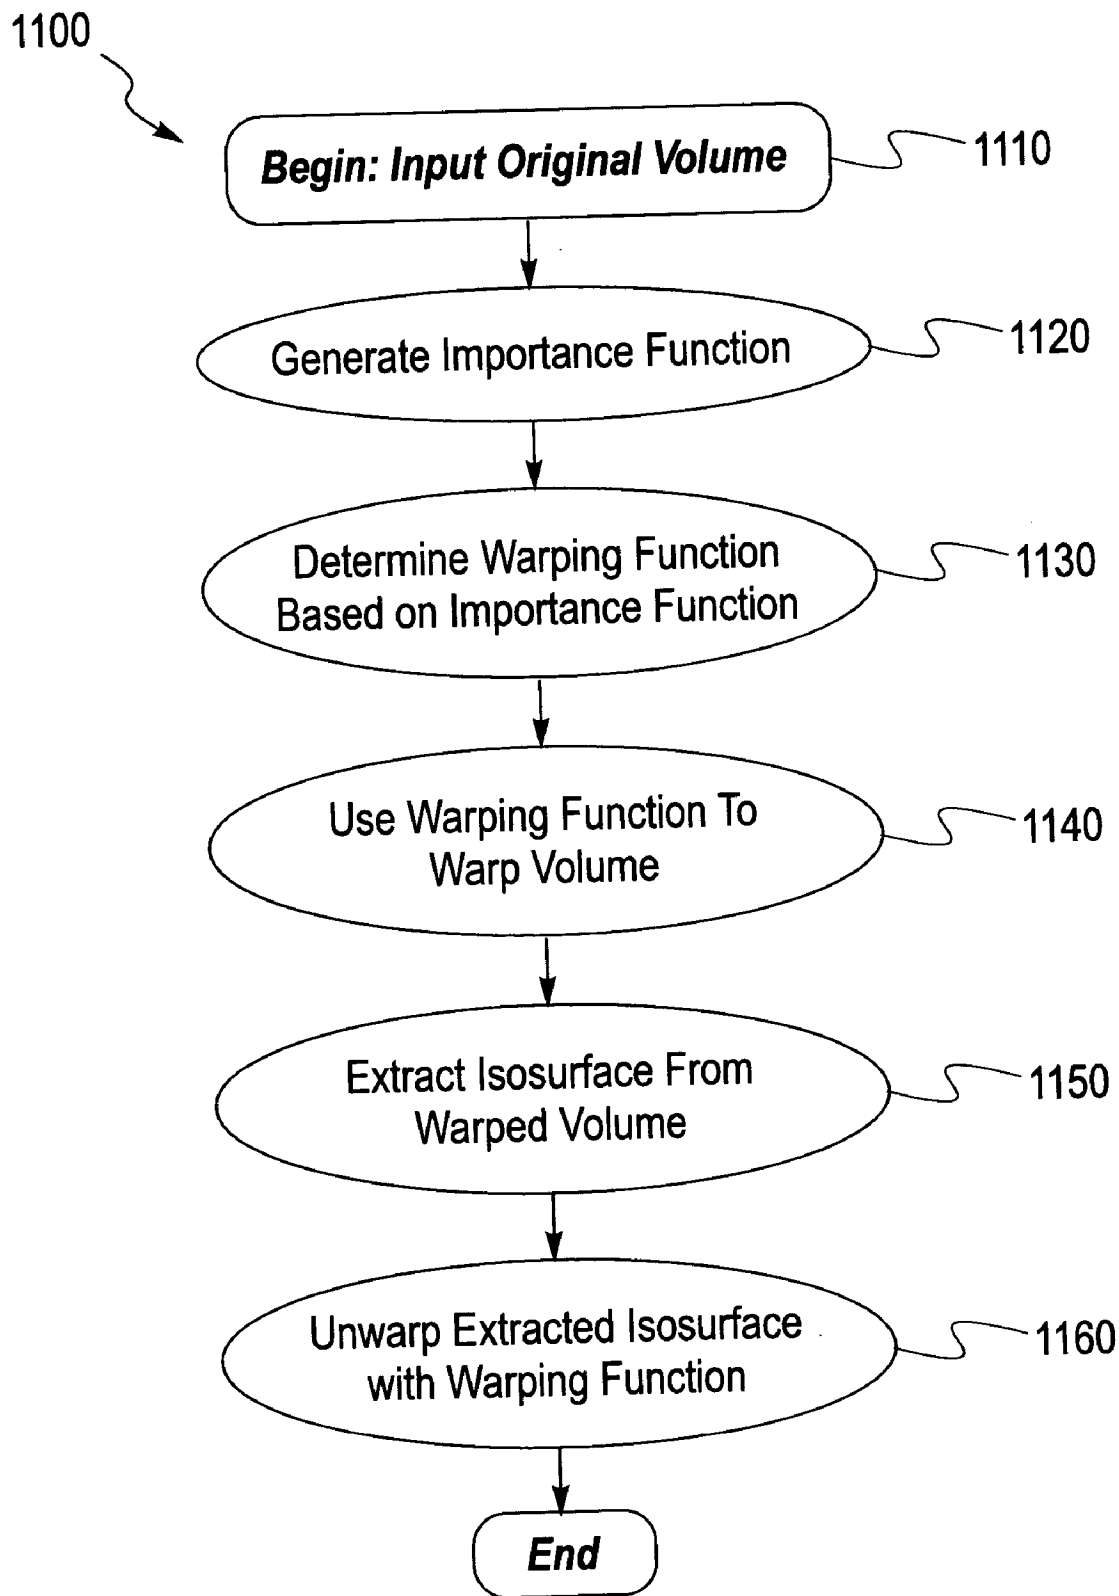 1100
Begin: Input Original Volume
1110
Generate Importance Function
1120
Determine Warping Function
Based on Importance Function
1130
Use Warping Function To
Warp Volume
1140
Extract Isosurface From
Warped Volume
1150
Unwarp Extracted Isosurface
with Warping Function
1160
End